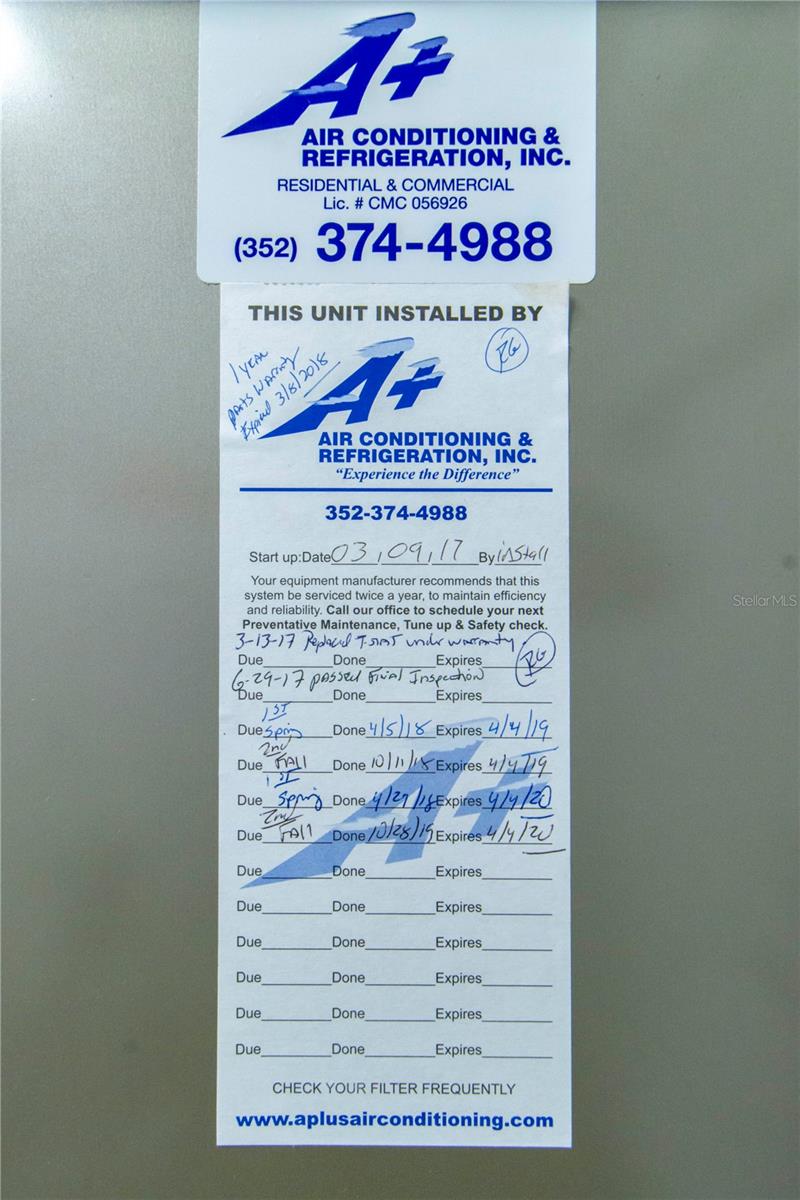 A+
AIR CONDITIONING &
REFRIGERATION, INC.
RESIDENTIAL & COMMERCIAL
Lic. # CMC 056926
(352) 374-4988
THIS UNIT INSTALLED BY
1 YEAR
PARTS WARRANTY
Expired 3/8/2018
RG
A+
AIR CONDITIONING &
REFRIGERATION, INC.
“Experience the Difference”
352-374-4988
Start up:Date 03,09,17 By install
Your equipment manufacturer recommends that this
system be serviced twice a year, to maintain efficiency
and reliability. Call our office to schedule your next
Preventative Maintenance, Tune up & Safety check.
3-13-17 Replaced T-stat under warranty
Due Done Expires RG
6-29-17 passed Final Inspection
Due Done Expires
1st
Due Spring Done 4/5/18 Expires 4/4/19
2nd
Due FALL Done 10/11/18 Expires 4/4/19
1st
Due Spring Done 4/29/18 Expires 4/4/20
2nd
Due FALL Done 10/28/19 Expires 4/4/20
Due Done Expires
Due Done Expires
Due Done Expires
Due Done Expires
Due Done Expires
Due Done Expires
CHECK YOUR FILTER FREQUENTLY
www.aplusairconditioning.com
Stellar MLS